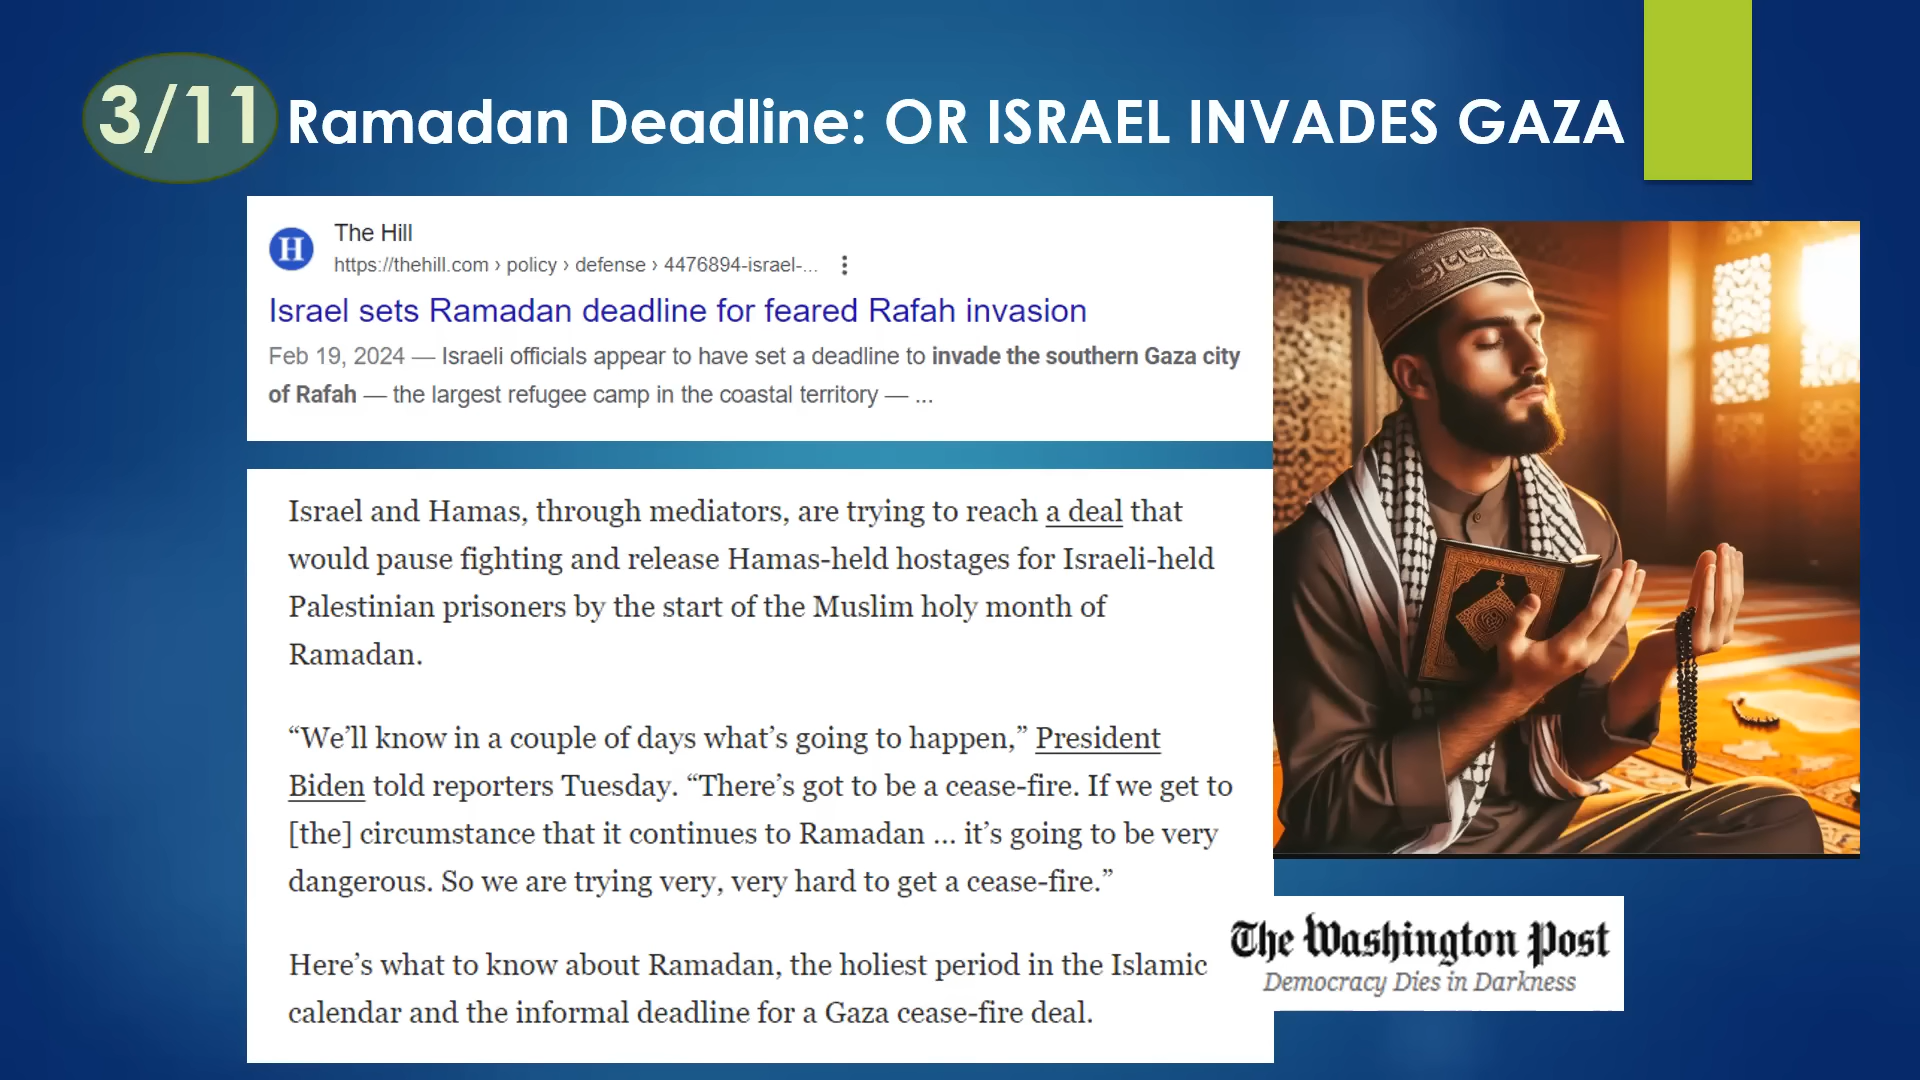 3/11 Ramadan Deadline: OR ISRAEL INVADES GAZA
H
The Hill
https://thehill.com › policy › defense › 4476894-israel-...
Israel sets Ramadan deadline for feared Rafah invasion
Feb 19, 2024 — Israeli officials appear to have set a deadline to invade the southern Gaza city
of Rafah — the largest refugee camp in the coastal territory — ...
Israel and Hamas, through mediators, are trying to reach a deal that
would pause fighting and release Hamas-held hostages for Israeli-held
Palestinian prisoners by the start of the Muslim holy month of
Ramadan.
“We’ll know in a couple of days what’s going to happen,” President
Biden told reporters Tuesday. “There’s got to be a cease-fire. If we get to
[the] circumstance that it continues to Ramadan … it’s going to be very
dangerous. So we are trying very, very hard to get a cease-fire.”
Here’s what to know about Ramadan, the holiest period in the Islamic
calendar and the informal deadline for a Gaza cease-fire deal.
The Washington Post
Democracy Dies in Darkness